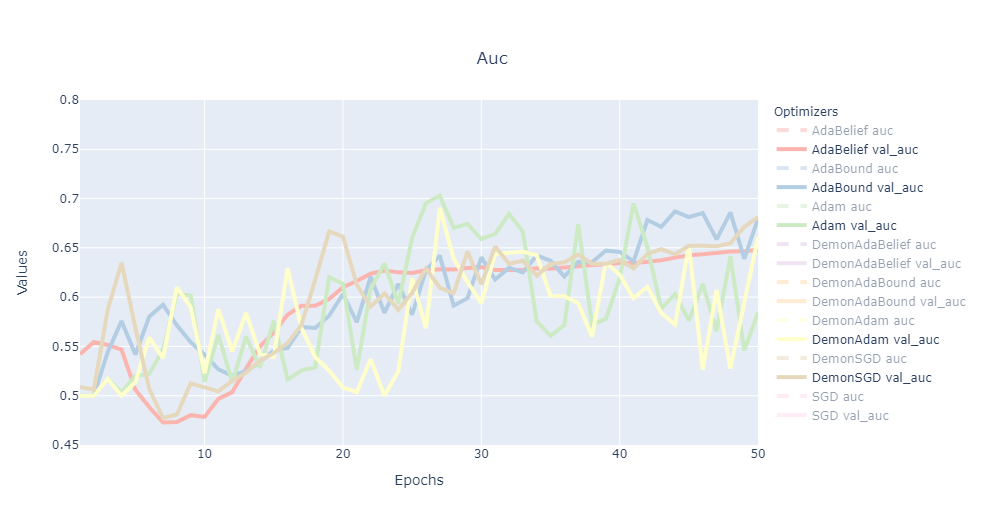 Auc
0.8
0.75
0.7
0.65
0.6
0.55
0.5
0.45
Values
10
20
30
40
50
Epochs
Optimizers
AdaBelief auc
AdaBelief val_auc
AdaBound auc
AdaBound val_auc
Adam auc
Adam val_auc
DemonAdaBelief auc
DemonAdaBelief val_auc
DemonAdaBound auc
DemonAdaBound val_auc
DemonAdam auc
DemonAdam val_auc
DemonSGD auc
DemonSGD val_auc
SGD auc
SGD val_auc